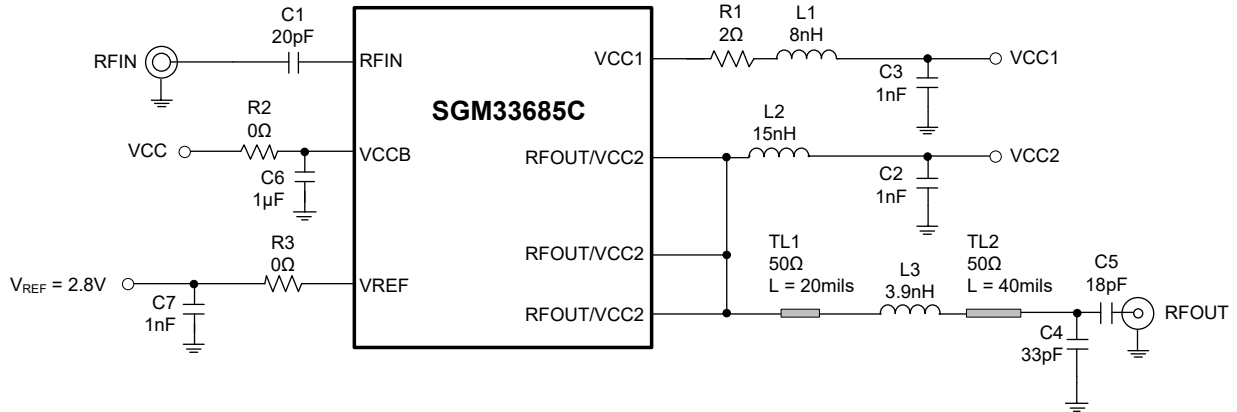 C1
20pF
RFIN
RFIN
R2
0Ω
VCC
VCCB
C6
1µF
R3
0Ω
VREF = 2.8V
VREF
C7
1nF
SGM33685C
VCC1
RFOUT/VCC2
RFOUT/VCC2
RFOUT/VCC2
R1
2Ω
L1
8nH
VCC1
C3
1nF
L2
15nH
VCC2
C2
1nF
TL1
50Ω
L = 20mils
L3
3.9nH
TL2
50Ω
L = 40mils
C5
18pF
RFOUT
C4
33pF